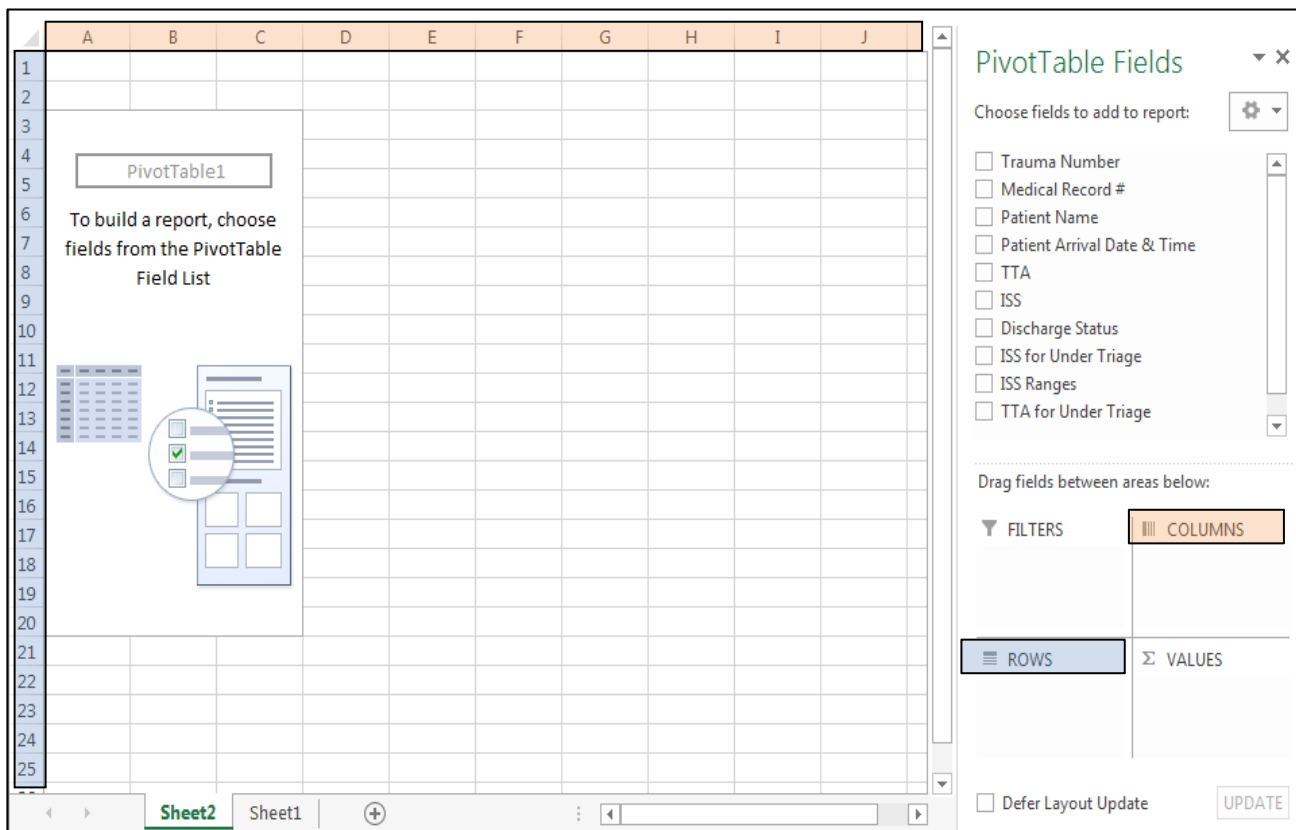 A B C D E F G H I J
1
2
3
4
5
6
7
8
9
10
11
12
13
14
15
16
17
18
19
20
21
22
23
24
25
PivotTable1
To build a report, choose
fields from the PivotTable
Field List
Sheet2 Sheet1
PivotTable Fields
Choose fields to add to report:
Trauma Number
Medical Record #
Patient Name
Patient Arrival Date & Time
TTA
ISS
Discharge Status
ISS for Under Triage
ISS Ranges
TTA for Under Triage
Drag fields between areas below:
FILTERS
COLUMNS
ROWS
Σ VALUES
Defer Layout Update
UPDATE